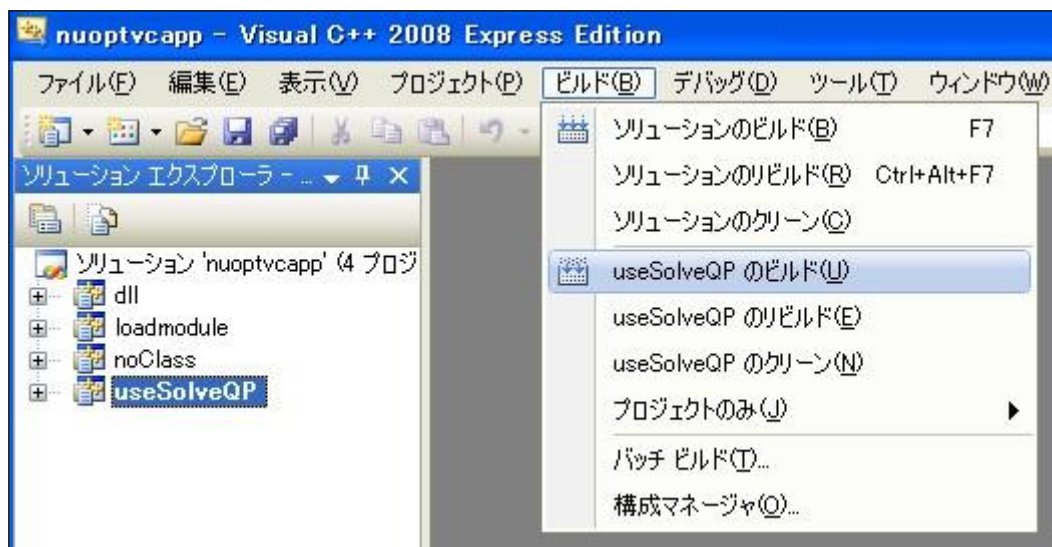 nuoptvcapp - Visual C++ 2008 Express Edition
ファイル(F) 編集(E) 表示(V) プロジェクト(P) ビルド(B) デバッグ(D) ツール(T) ウィンドウ(W)
ソリューション エクスプローラ - ...
ソリューション 'nuoptvcapp' (4 プロジ
dll
loadmodule
noClass
useSolveQP
ソリューションのビルド(B) F7
ソリューションのリビルド(R) Ctrl+Alt+F7
ソリューションのクリーン(C)
useSolveQP のビルド(U)
useSolveQP のリビルド(E)
useSolveQP のクリーン(N)
プロジェクトのみ(J)
バッチ ビルド(T)...
構成マネージャ(O)...